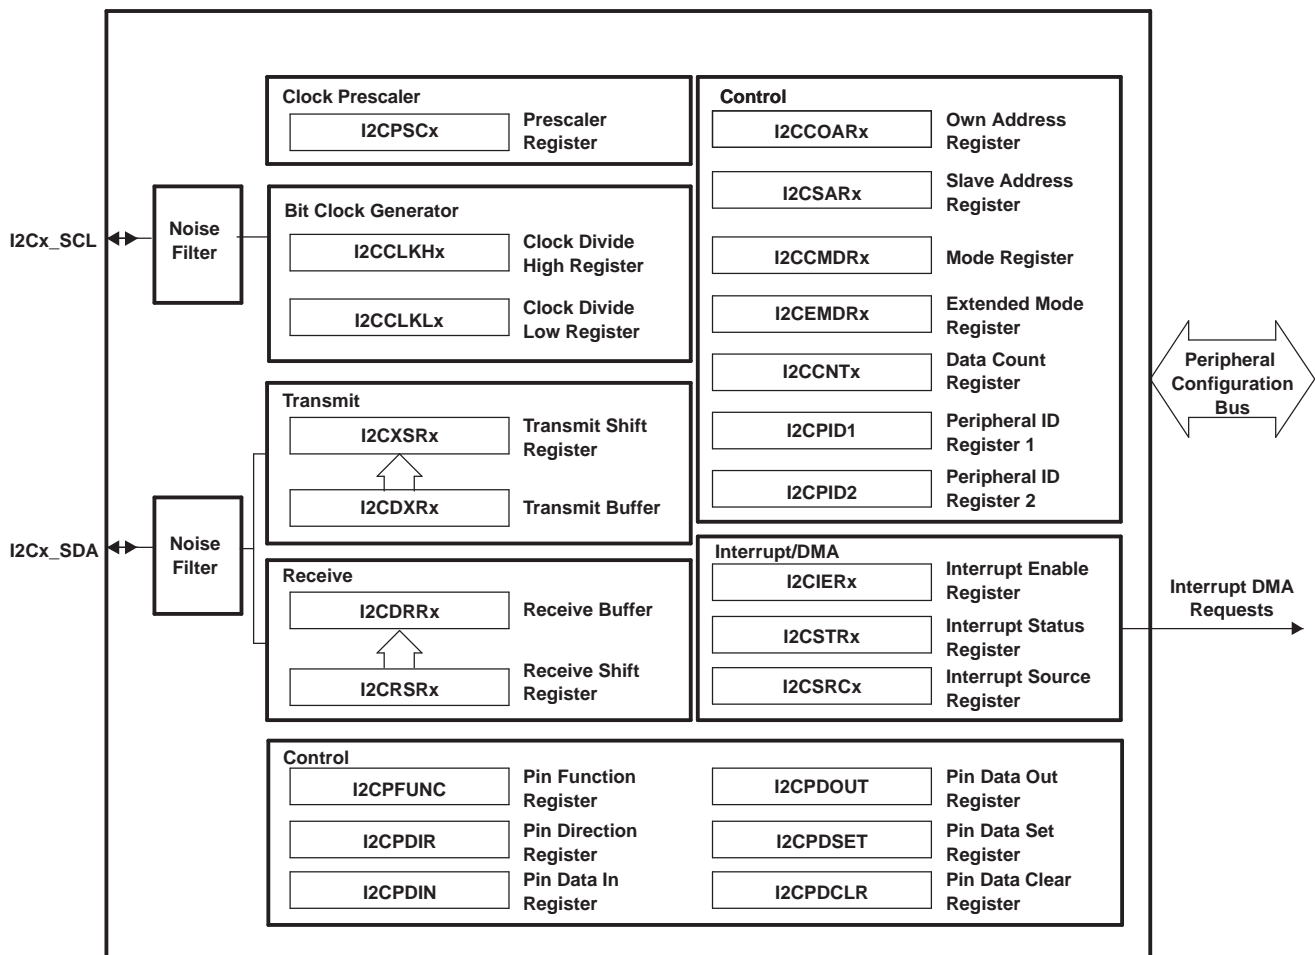 Clock Prescaler
I2CPSCx
Prescaler
Register
Bit Clock Generator
I2CCLKHx
Clock Divide
High Register
I2CCLKLx
Clock Divide
Low Register
I2Cx_SCL
Noise
Filter
Transmit
I2CXSRx
Transmit Shift
Register
I2CDXRx
Transmit Buffer
I2Cx_SDA
Noise
Filter
Receive
I2CDRRx
Receive Buffer
I2CRSRx
Receive Shift
Register
Control
I2CCOARx
Own Address
Register
I2CSARx
Slave Address
Register
I2CCMDRx
Mode Register
I2CEMDRx
Extended Mode
Register
I2CCNTx
Data Count
Register
I2CPID1
Peripheral ID
Register 1
I2CPID2
Peripheral ID
Register 2
Peripheral
Configuration
Bus
Interrupt/DMA
I2CIERx
Interrupt Enable
Register
I2CSTRx
Interrupt Status
Register
I2CSRCx
Interrupt Source
Register
Interrupt DMA
Requests
Control
I2CPFUNC
Pin Function
Register
I2CPDIR
Pin Direction
Register
I2CPDIN
Pin Data In
Register
I2CPDOUT
Pin Data Out
Register
I2CPDSET
Pin Data Set
Register
I2CPDCLR
Pin Data Clear
Register